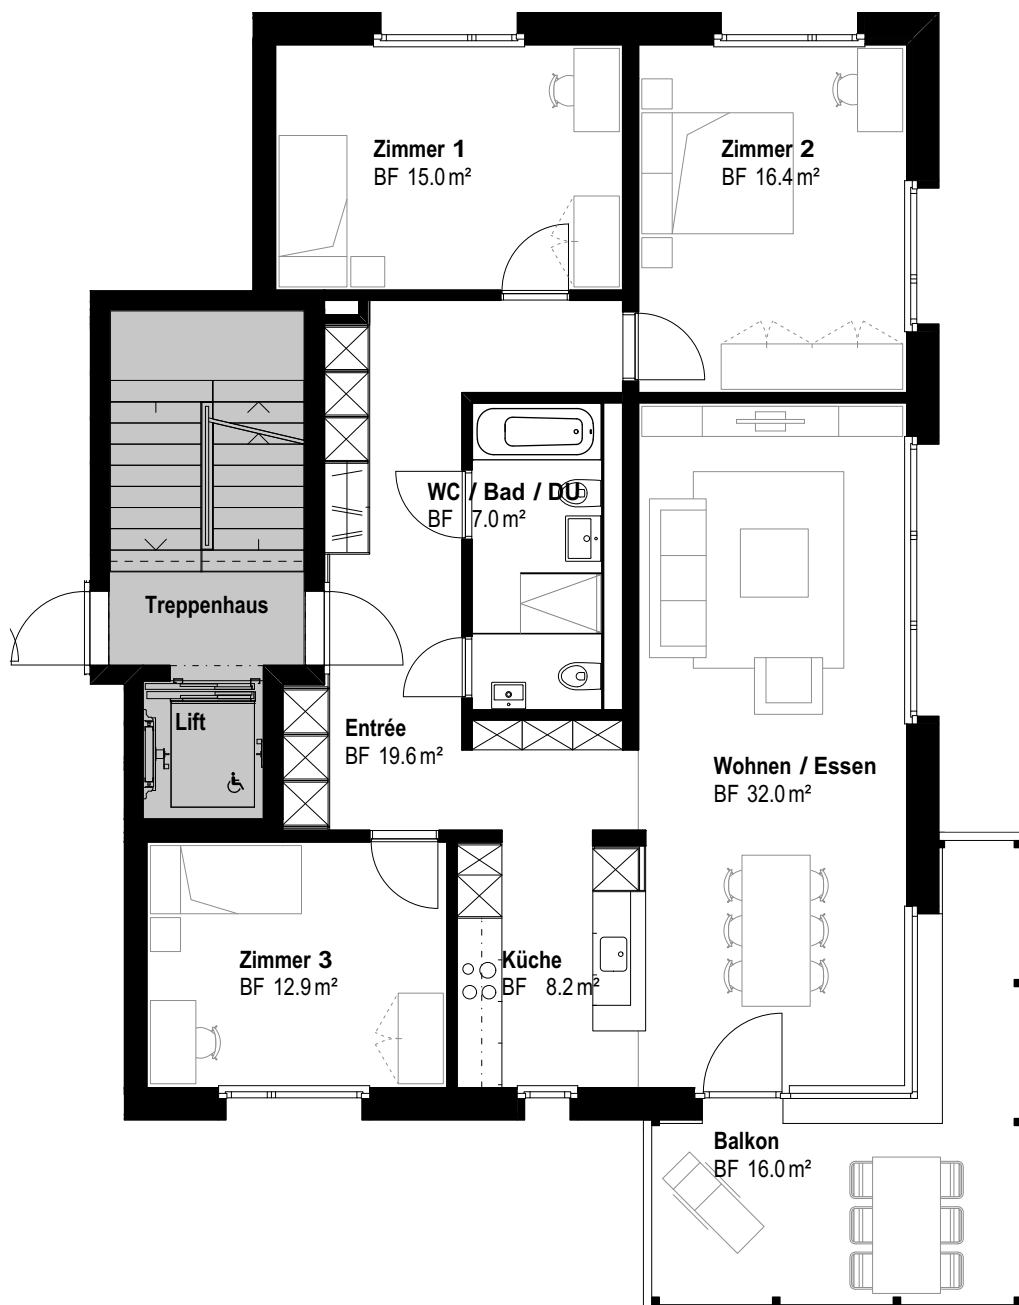 Zimmer 1
BF 15.0 m²
Zimmer 2
BF 16.4 m²
WC / Bad / DU
BF 7.0 m²
Treppenhaus
Lift
Entrée
BF 19.6 m²
Wohnen / Essen
BF 32.0 m²
Zimmer 3
BF 12.9 m²
Küche
BF 8.2 m²
Balkon
BF 16.0 m²